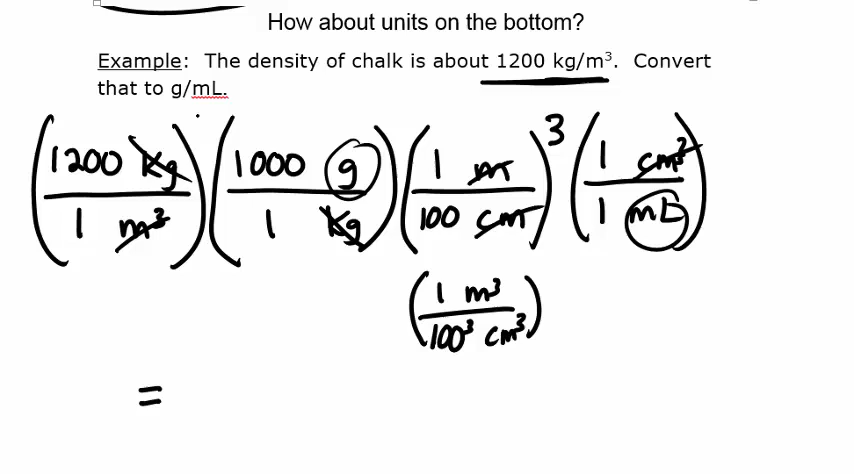 How about units on the bottom?
Example: The density of chalk is about 1200 kg/m³. Convert
that to g/mL.
(1200 kg / 1 m³) (1000 g / 1 kg) (1 m / 100 cm)³ (1 cm³ / 1 mL)
(1 m³ / 100³ cm³)
=